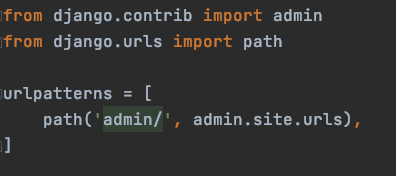 from django.contrib import admin
from django.urls import path

urlpatterns = [
    path('admin/', admin.site.urls),
]